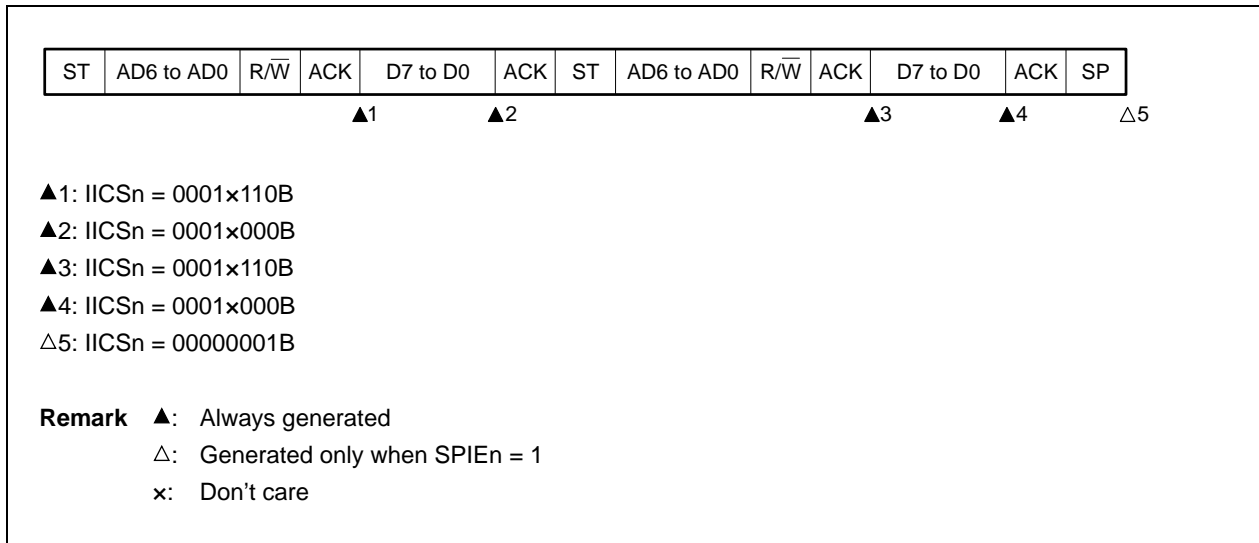 ST AD6 to AD0 R/W̅ ACK D7 to D0 ACK ST AD6 to AD0 R/W̅ ACK D7 to D0 ACK SP
▲1 ▲2 ▲3 ▲4 △5
▲1: IICSn = 0001×110B
▲2: IICSn = 0001×000B
▲3: IICSn = 0001×110B
▲4: IICSn = 0001×000B
△5: IICSn = 00000001B
Remark ▲: Always generated
△: Generated only when SPIEn = 1
×: Don't care